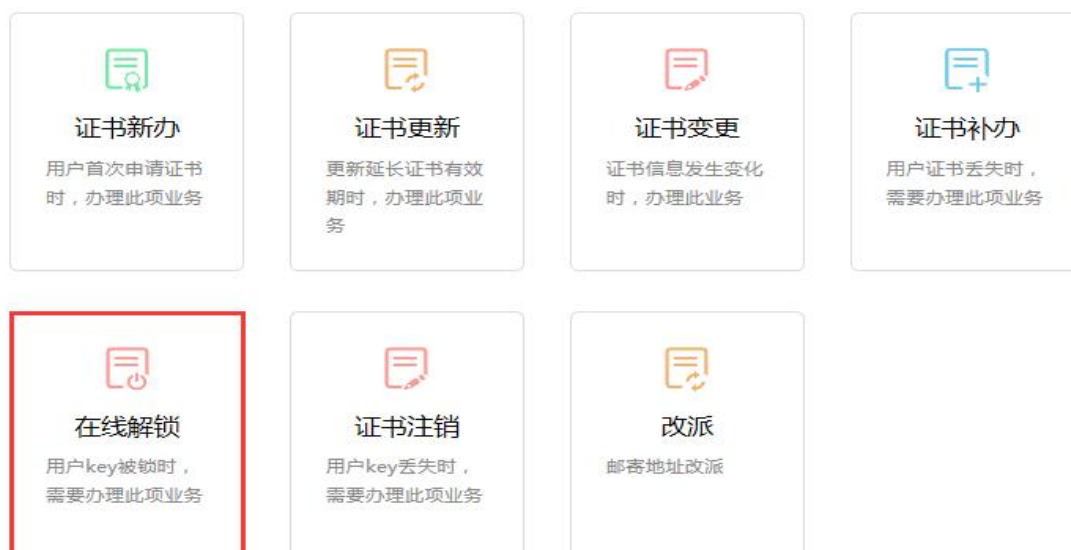 证书新办
用户首次申请证书
时，办理此项业务
证书更新
更新延长证书有效
期时，办理此项业
务
证书变更
证书信息发生变化
时，办理此业务
证书补办
用户证书丢失时，
需要办理此项业务
在线解锁
用户key被锁时，
需要办理此项业务
证书注销
用户key丢失时，
需要办理此项业务
改派
邮寄地址改派